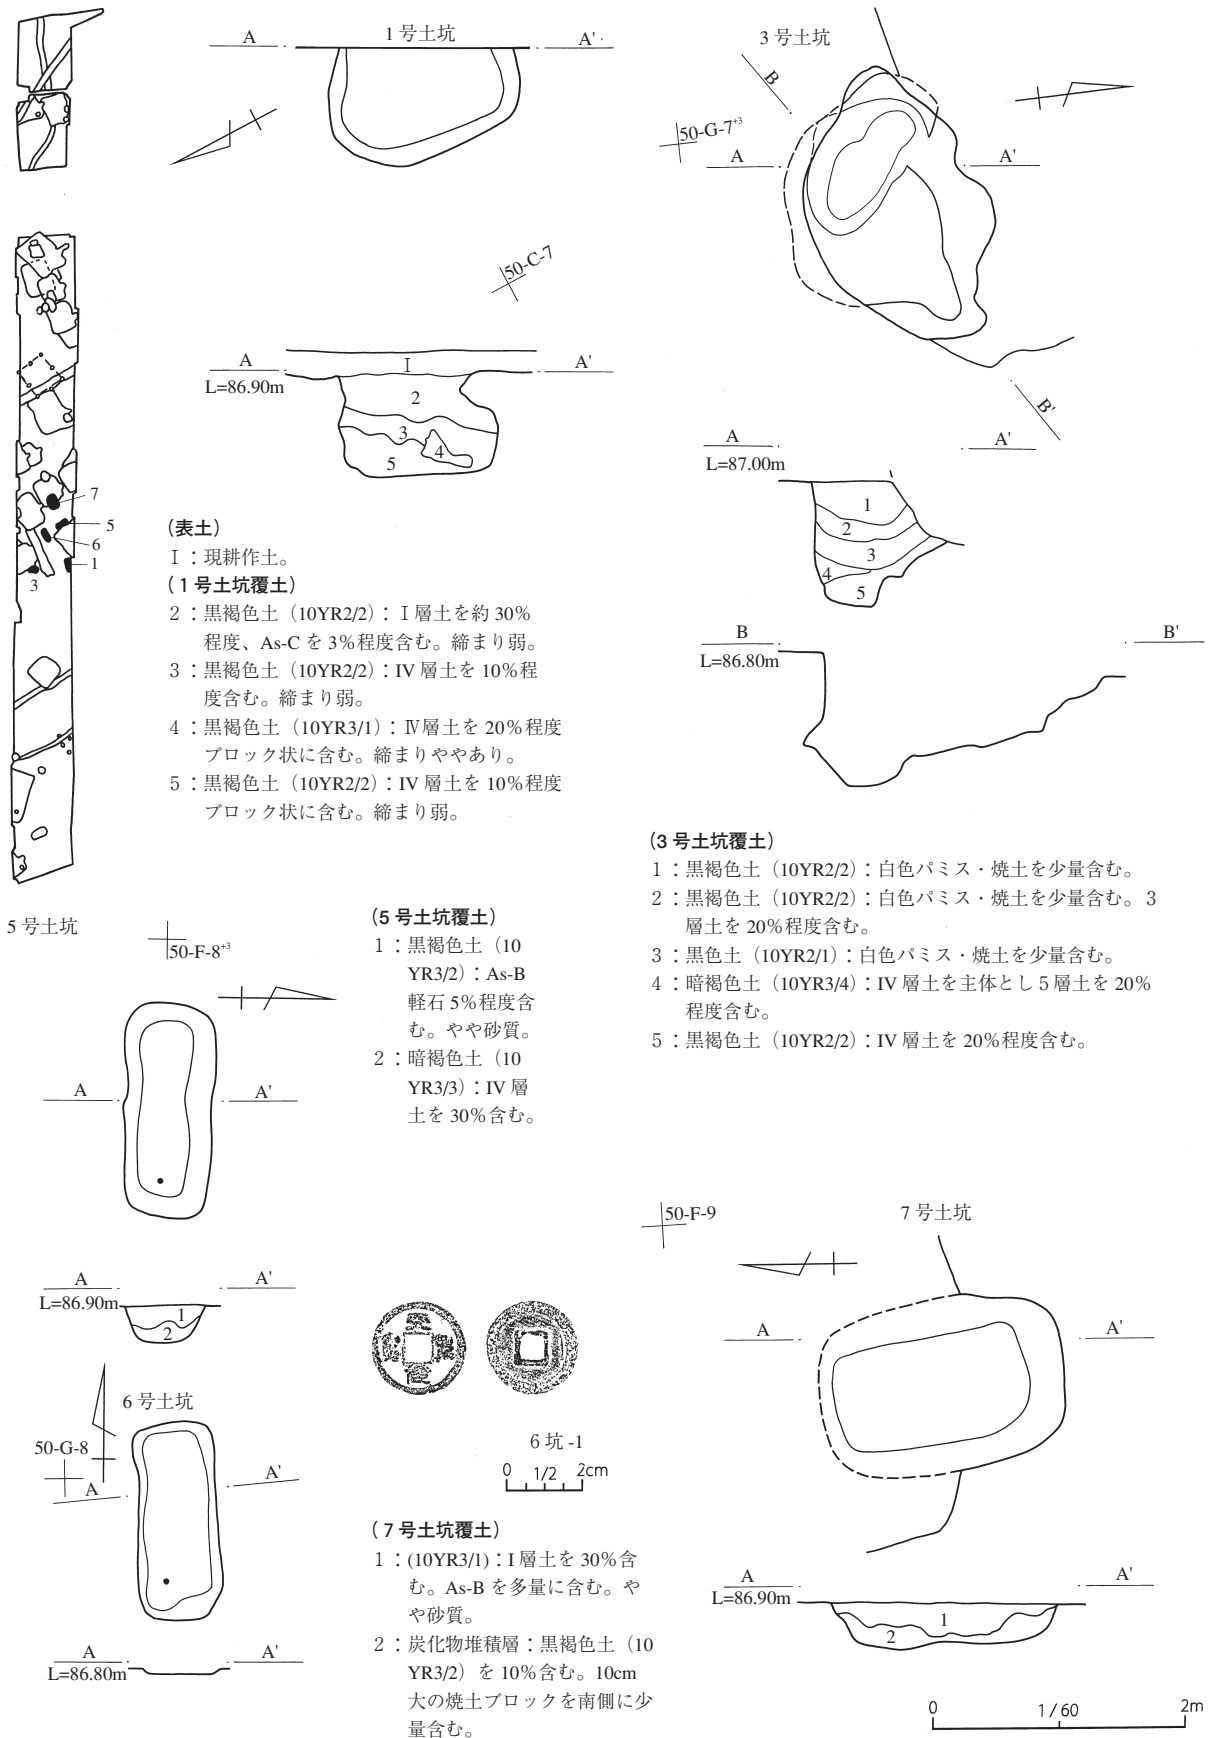 1号土坑
A
A'
50-C-7
A
L=86.90m
A'
I
2
3
4
5
7
5
6
1
3
(表土)
I：現耕作土。
(1号土坑覆土)
2：黒褐色土（10YR2/2）：I層土を約30%
程度、As-Cを3%程度含む。締まり弱。
3：黒褐色土（10YR2/2）：IV層土を10%程
度含む。締まり弱。
4：黒褐色土（10YR3/1）：Ⅳ層土を20%程度
ブロック状に含む。締まりややあり。
5：黒褐色土（10YR2/2）：IV層土を10%程度
ブロック状に含む。締まり弱。
3号土坑
B
50-G-7+3
A
A'
B'
A
L=87.00m
A'
1
2
3
4
5
B
L=86.80m
B'
(3号土坑覆土)
1：黒褐色土（10YR2/2）：白色パミス・焼土を少量含む。
2：黒褐色土（10YR2/2）：白色パミス・焼土を少量含む。3
層土を20%程度含む。
3：黒色土（10YR2/1）：白色パミス・焼土を少量含む。
4：暗褐色土（10YR3/4）：IV層土を主体とし5層土を20%
程度含む。
5：黒褐色土（10YR2/2）：IV層土を20%程度含む。
5号土坑
50-F-8+3
A
A'
A
L=86.90m
A'
1
2
(5号土坑覆土)
1：黒褐色土（10
YR3/2）：As-B
軽石5%程度含
む。やや砂質。
2：暗褐色土（10
YR3/3）：IV層
土を30%含む。
6号土坑
50-G-8
A
A'
A
L=86.80m
A'
6坑-1
0 1/2 2cm
(7号土坑覆土)
1：(10YR3/1)：I層土を30%含
む。As-Bを多量に含む。や
や砂質。
2：炭化物堆積層：黒褐色土（10
YR3/2）を10%含む。10cm
大の焼土ブロックを南側に少
量含む。
50-F-9
7号土坑
A
A'
A
L=86.90m
A'
1
2
0 1/60 2m